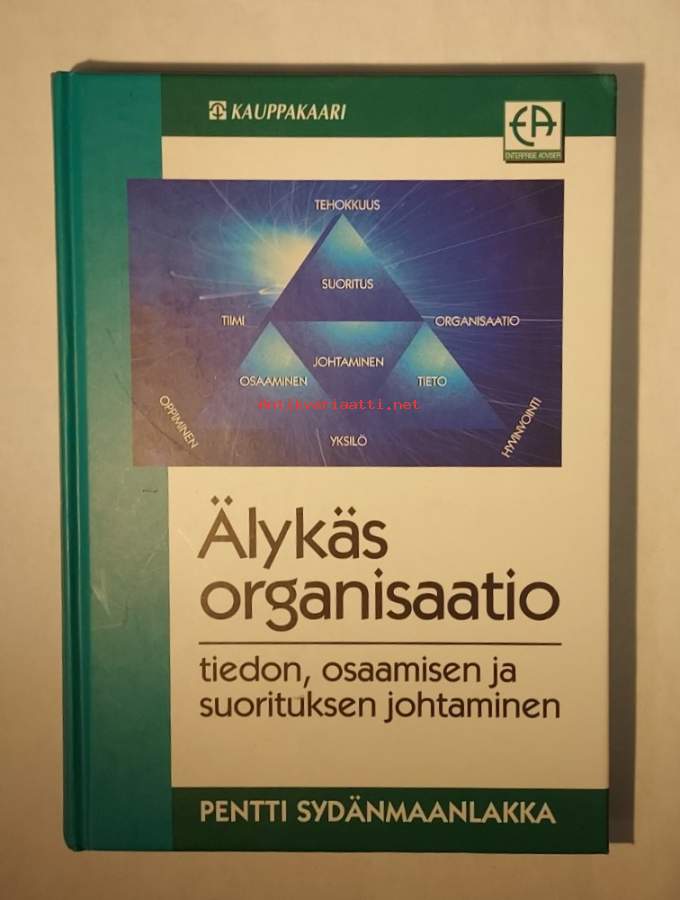 KAUPPAKAARI
EA
ENTERPRISE ADVISER
TEHOKKUUS
SUORITUS
TIIMI
ORGANISAATIO
JOHTAMINEN
OSAAMINEN
TIETO
Antikvariaatti.net
OPPIMINEN
HYVINVOINTI
YKSILÖ
Älykäs
organisaatio
tiedon, osaamisen ja
suorituksen johtaminen
PENTTI SYDÄNMAANLAKKA